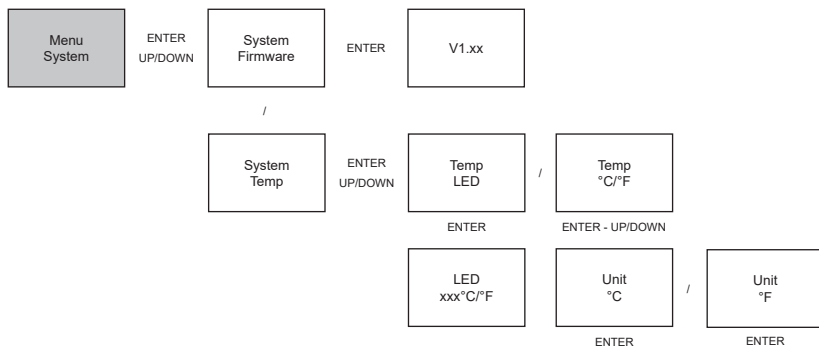 Menu
System
ENTER
UP/DOWN
System
Firmware
ENTER
V1.xx
/
System
Temp
ENTER
UP/DOWN
Temp
LED
/
Temp
°C/°F
ENTER
ENTER - UP/DOWN
LED
xxx°C/°F
Unit
°C
/
Unit
°F
ENTER
ENTER